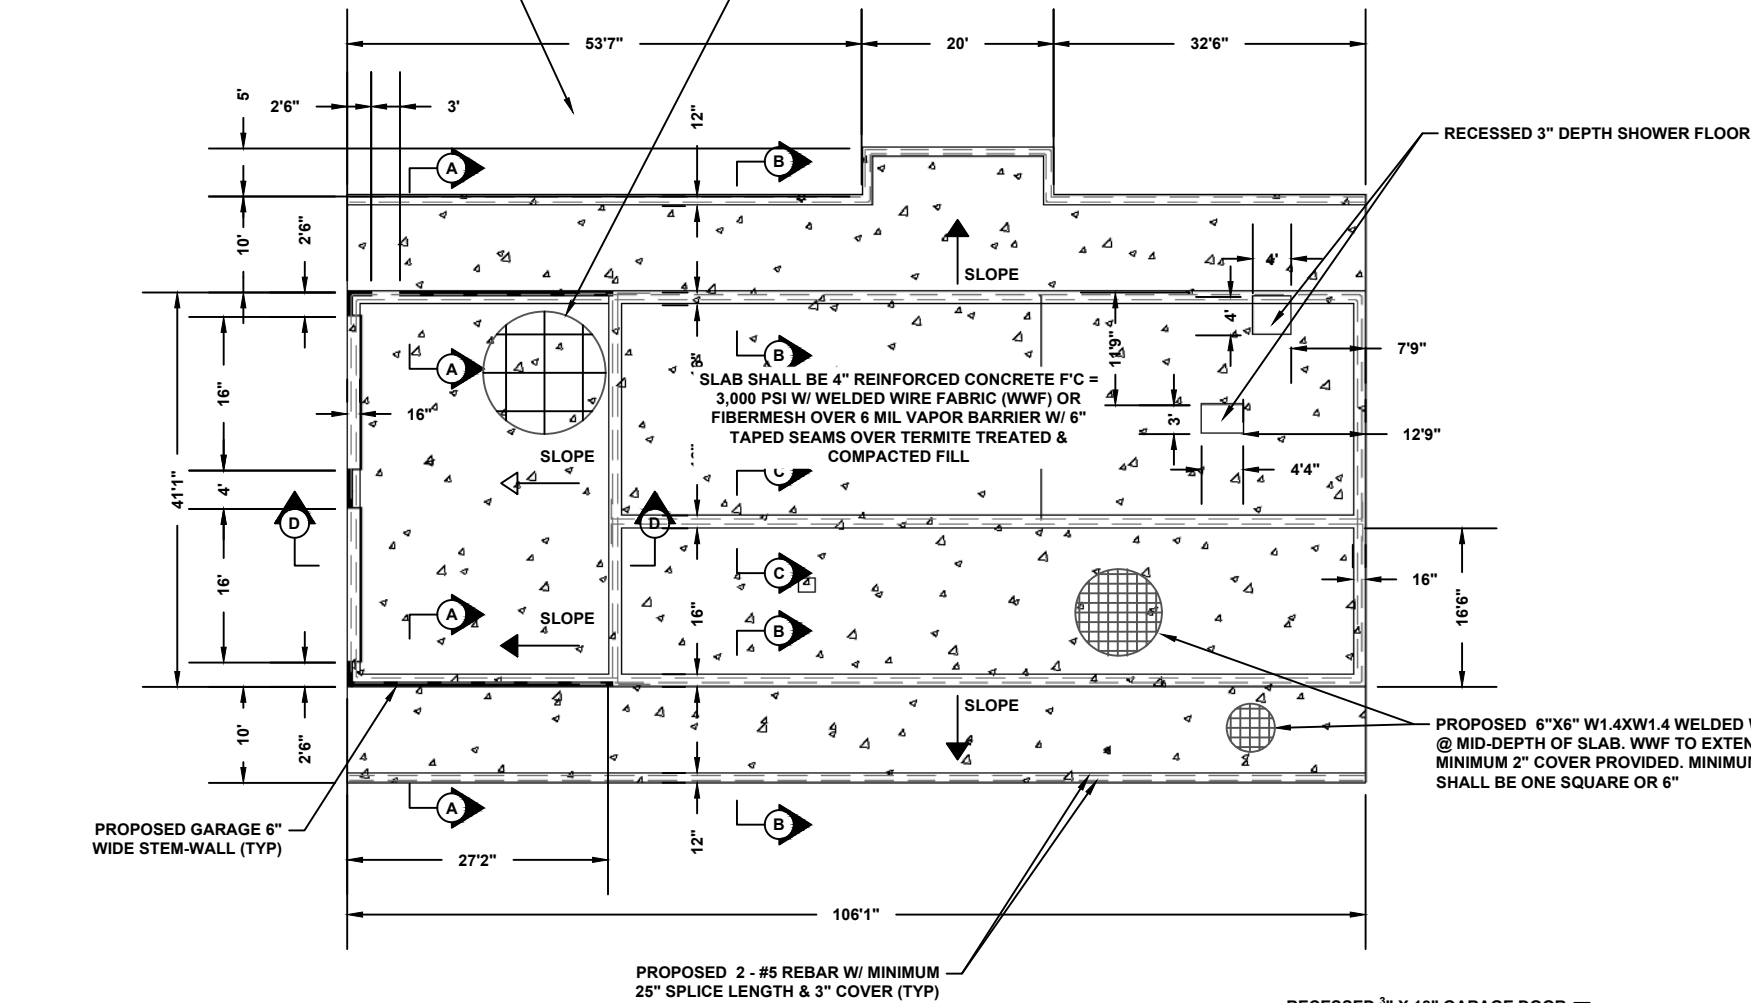 53'7"
20'
32'6"
5'
2'6"
3'
12"
RECESSED 3" DEPTH SHOWER FLOOR
A
B
10'
2'6"
SLOPE
4'
4'
11'9"
7'9"
B
A
SLAB SHALL BE 4" REINFORCED CONCRETE F'C =
3,000 PSI W/ WELDED WIRE FABRIC (WWF) OR
FIBERMESH OVER 6 MIL VAPOR BARRIER W/ 6"
TAPED SEAMS OVER TERMITE TREATED &
COMPACTED FILL
16"
16"
3'
12'9"
SLOPE
4'4"
C
41'1"
4'
D
D
C
16'
16"
16"
16'6"
A
SLOPE
B
SLOPE
10'
2'6"
PROPOSED 6"X6" W1.4XW1.4 WELDED
@ MID-DEPTH OF SLAB. WWF TO
MINIMUM 2" COVER PROVIDED.
SHALL BE ONE SQUARE OR 6"
A
B
12"
PROPOSED GARAGE 6"
WIDE STEM-WALL (TYP)
27'2"
106'1"
PROPOSED 2 - #5 REBAR W/ MINIMUM
25" SPLICE LENGTH & 3" COVER (TYP)